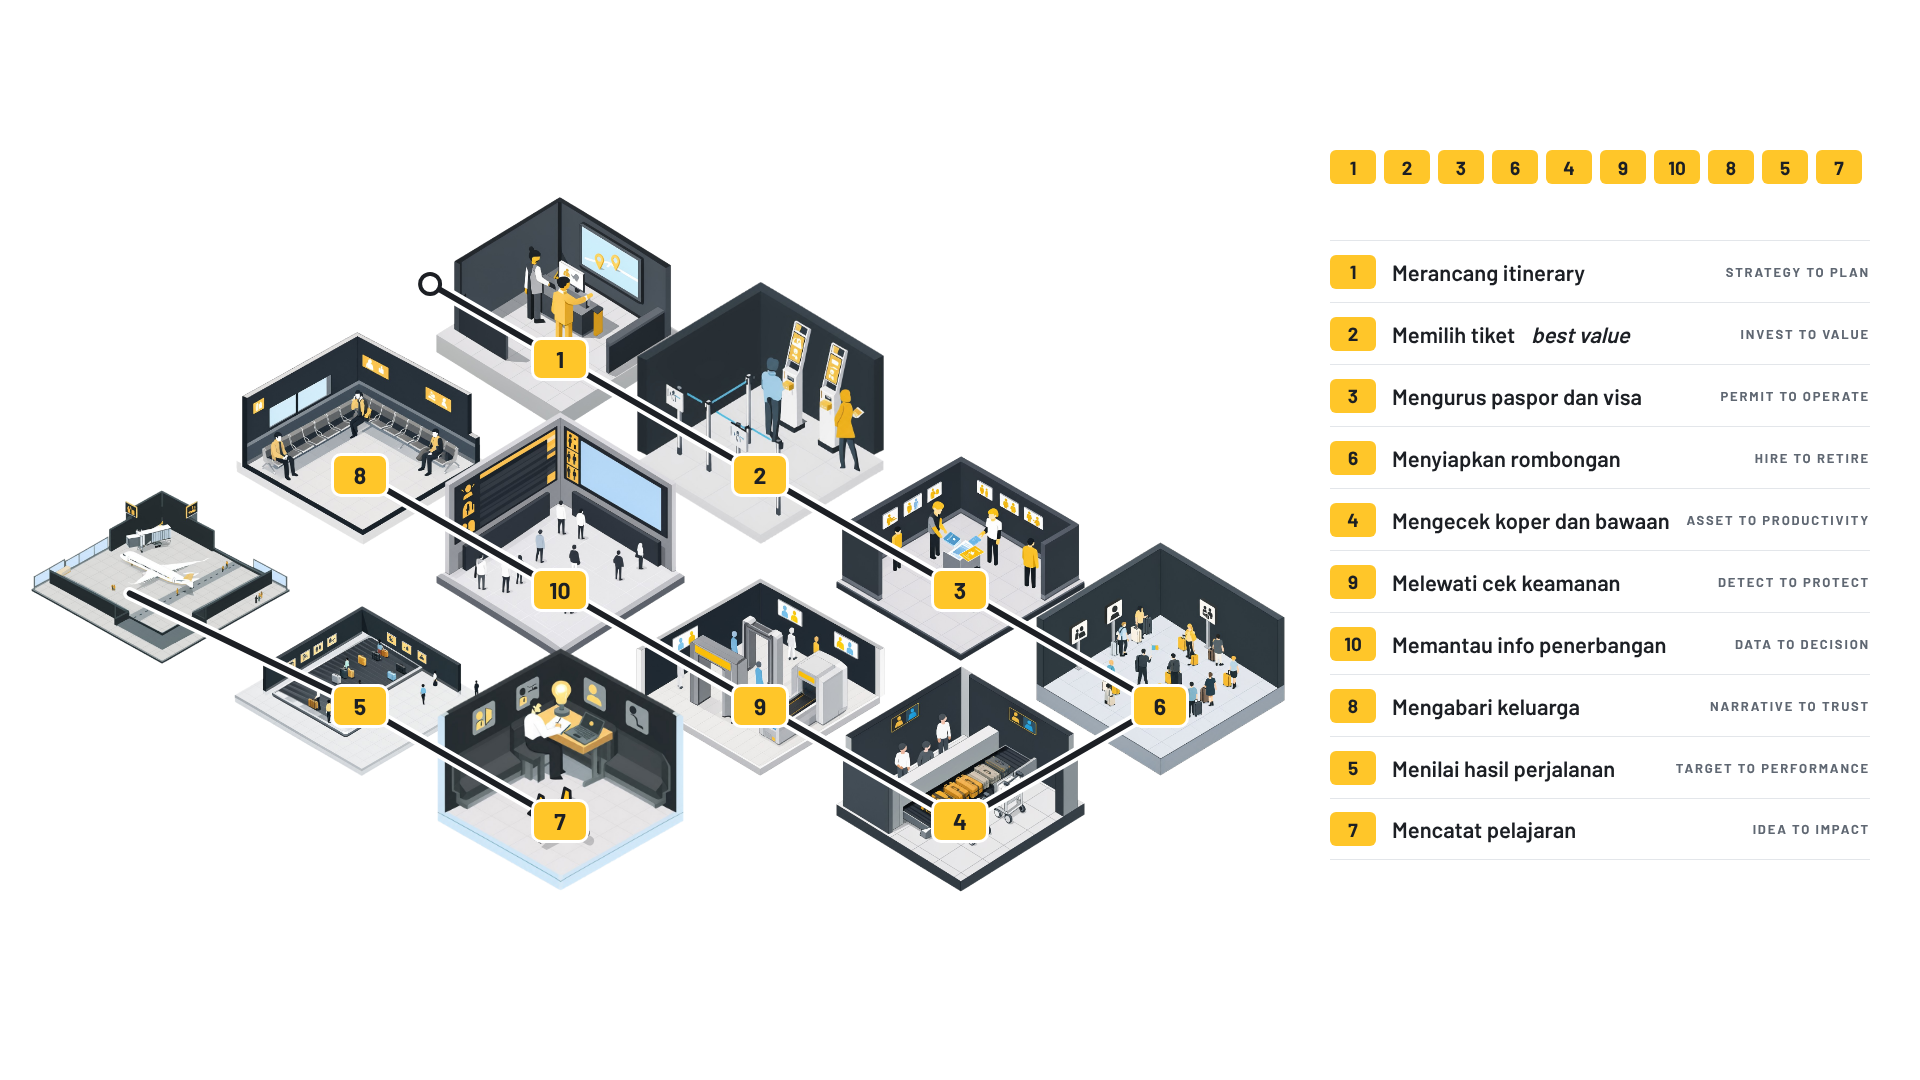 1 2 3 6 4 9 10 8 5 7
1 Merancang itinerary STRATEGY TO PLAN
2 Memilih tiket best value INVEST TO VALUE
3 Mengurus paspor dan visa PERMIT TO OPERATE
6 Menyiapkan rombongan HIRE TO RETIRE
4 Mengecek koper dan bawaan ASSET TO PRODUCTIVITY
9 Melewati cek keamanan DETECT TO PROTECT
10 Memantau info penerbangan DATA TO DECISION
8 Mengabari keluarga NARRATIVE TO TRUST
5 Menilai hasil perjalanan TARGET TO PERFORMANCE
7 Mencatat pelajaran IDEA TO IMPACT
1
2
8
10
3
5
9
6
7
4